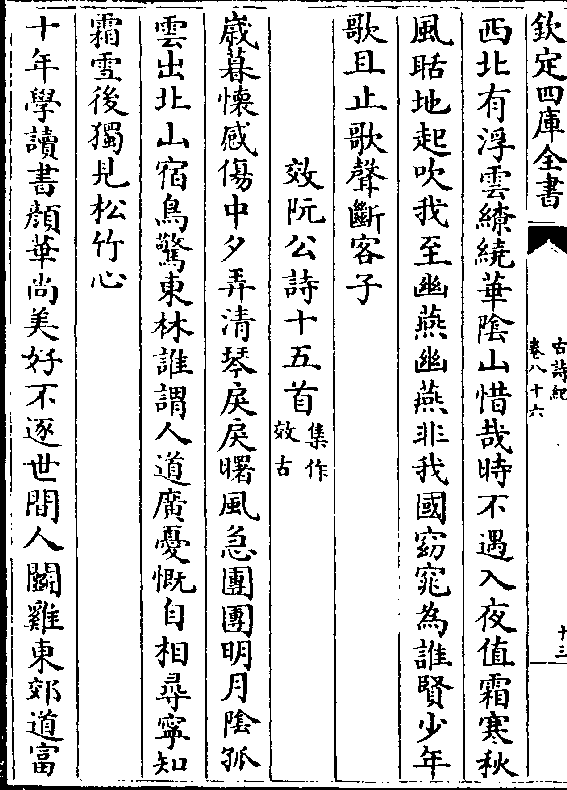 欽定四庫全書
古詩紀
卷八十六
十三
西北有浮雲繚繞華陰山惜哉時不遇入夜值霜寒秋
風聒地起吹我至幽燕幽燕非我國窈窕為誰賢少年
歌且止歌聲斷客子
效阮公詩十五首集作效古
歳暮懐感傷中夕弄清琴戾戾曙風急團團明月陰孤
雲出北山宿鳥驚東林誰謂人道廣憂慨自相尋寧知
霜雪後獨見松竹心
十年學讀書顔華尚美好不逐世間人鬭雞東郊道富